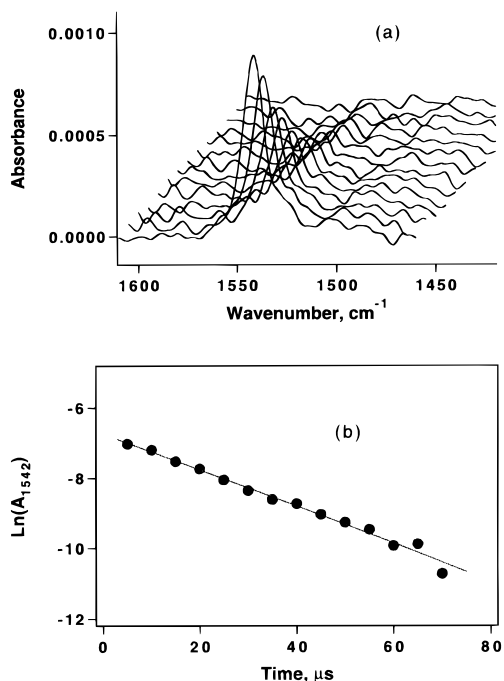 (a)
0.0010
0.0005
0.0000
Absorbance
1600 1550 1500 1450
Wavenumber, cm⁻¹
(b)
-6
-8
-10
-12
Ln(A₁₅₄₂)
0 20 40 60 80
Time, μs